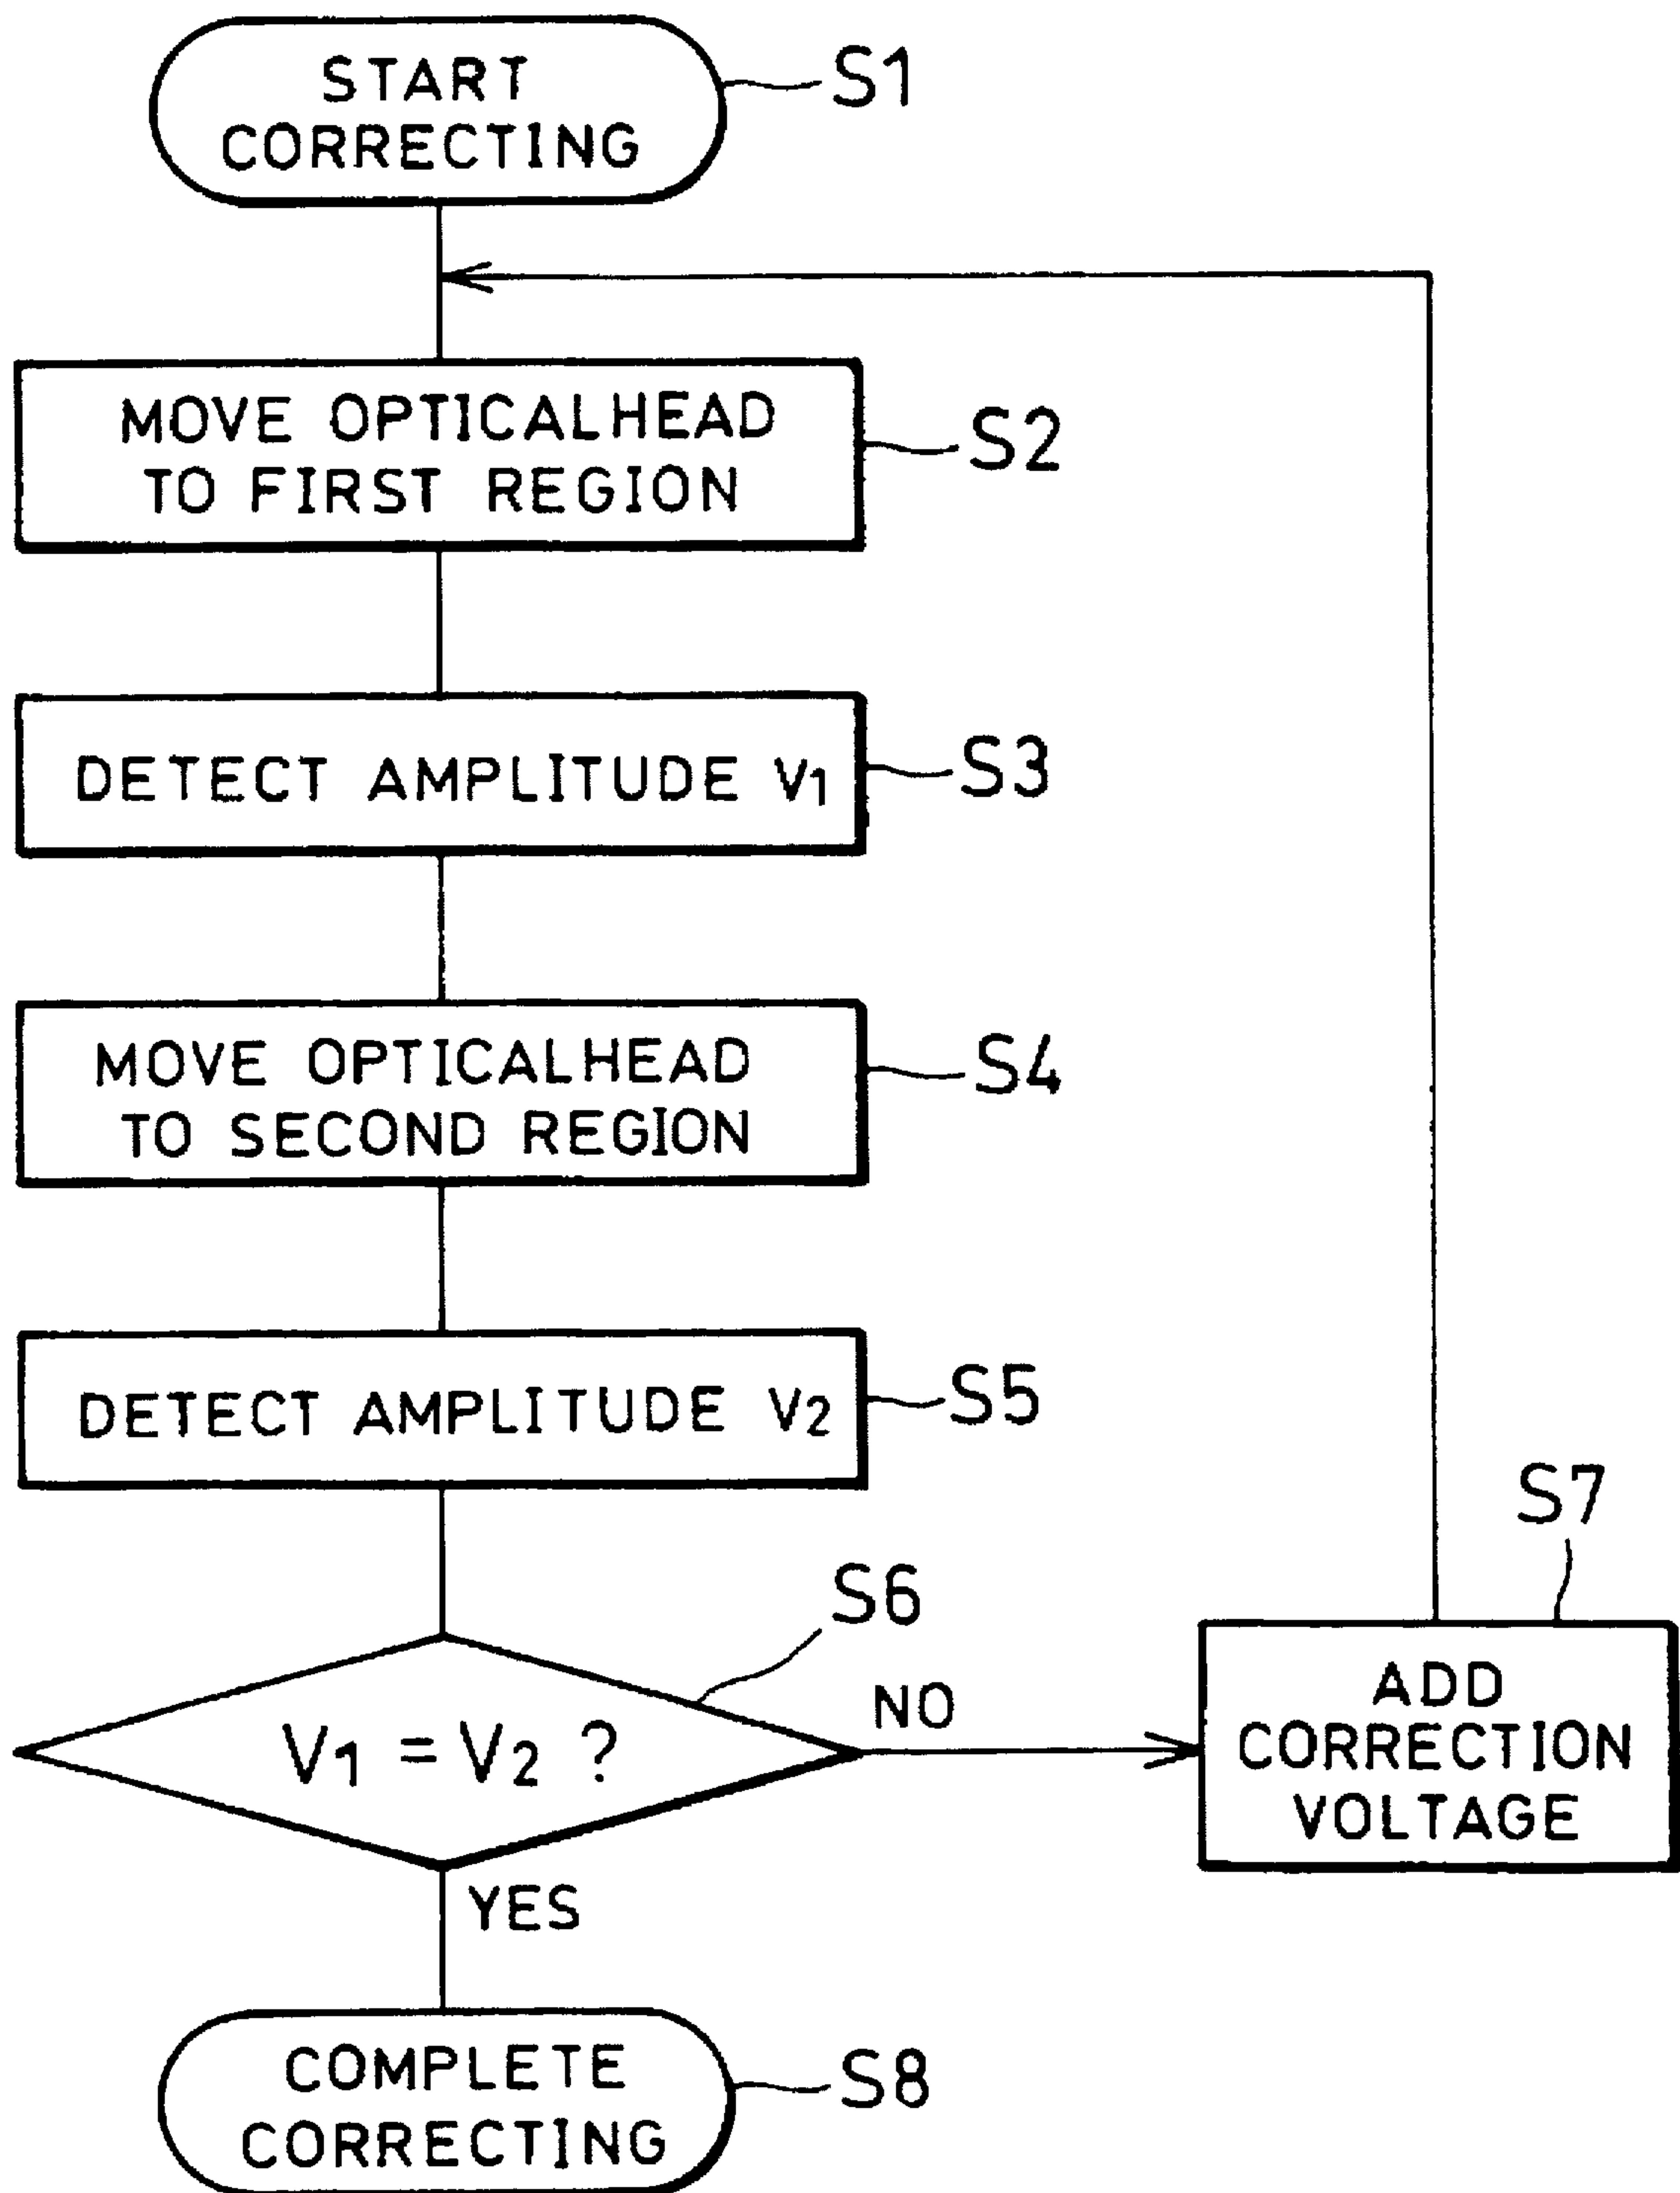 START
CORRECTING
S1
MOVE OPTICALHEAD
TO FIRST REGION
S2
DETECT AMPLITUDE V1
S3
MOVE OPTICALHEAD
TO SECOND REGION
S4
DETECT AMPLITUDE V2
S5
S6
V1 = V2 ?
NO
S7
ADD
CORRECTION
VOLTAGE
YES
COMPLETE
CORRECTING
S8